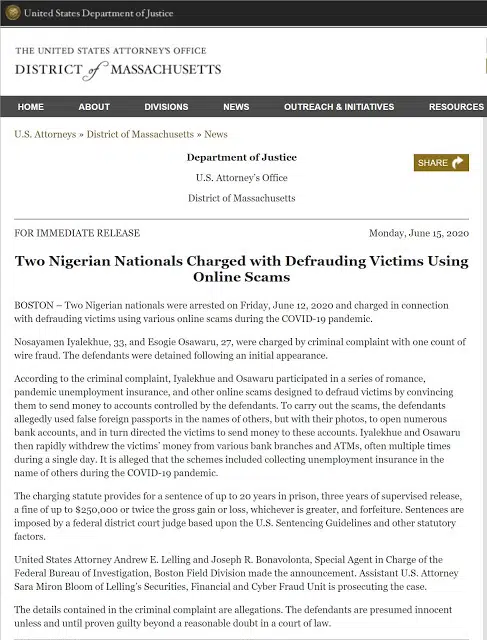 United States Department of Justice
THE UNITED STATES ATTORNEY'S OFFICE
DISTRICT of MASSACHUSETTS
HOME ABOUT DIVISIONS NEWS OUTREACH & INITIATIVES RESOURCES
U.S. Attorneys » District of Massachusetts » News
Department of Justice
SHARE
U.S. Attorney's Office
District of Massachusetts
FOR IMMEDIATE RELEASE Monday, June 15, 2020
Two Nigerian Nationals Charged with Defrauding Victims Using
Online Scams
BOSTON – Two Nigerian nationals were arrested on Friday, June 12, 2020 and charged in connection
with defrauding victims using various online scams during the COVID-19 pandemic.
Nosayamen Iyalekhue, 33, and Esogie Osawaru, 27, were charged by criminal complaint with one count of
wire fraud. The defendants were detained following an initial appearance.
According to the criminal complaint, Iyalekhue and Osawaru participated in a series of romance,
pandemic unemployment insurance, and other online scams designed to defraud victims by convincing
them to send money to accounts controlled by the defendants. To carry out the scams, the defendants
allegedly used false foreign passports in the names of others, but with their photos, to open numerous
bank accounts, and in turn directed the victims to send money to these accounts. Iyalekhue and Osawaru
then rapidly withdrew the victims' money from various bank branches and ATMs, often multiple times
during a single day. It is alleged that the schemes included collecting unemployment insurance in the
name of others during the COVID-19 pandemic.
The charging statute provides for a sentence of up to 20 years in prison, three years of supervised release,
a fine of up to $250,000 or twice the gross gain or loss, whichever is greater, and forfeiture. Sentences are
imposed by a federal district court judge based upon the U.S. Sentencing Guidelines and other statutory
factors.
United States Attorney Andrew E. Lelling and Joseph R. Bonavolonta, Special Agent in Charge of the
Federal Bureau of Investigation, Boston Field Division made the announcement. Assistant U.S. Attorney
Sara Miron Bloom of Lelling's Securities, Financial and Cyber Fraud Unit is prosecuting the case.
The details contained in the criminal complaint are allegations. The defendants are presumed innocent
unless and until proven guilty beyond a reasonable doubt in a court of law.